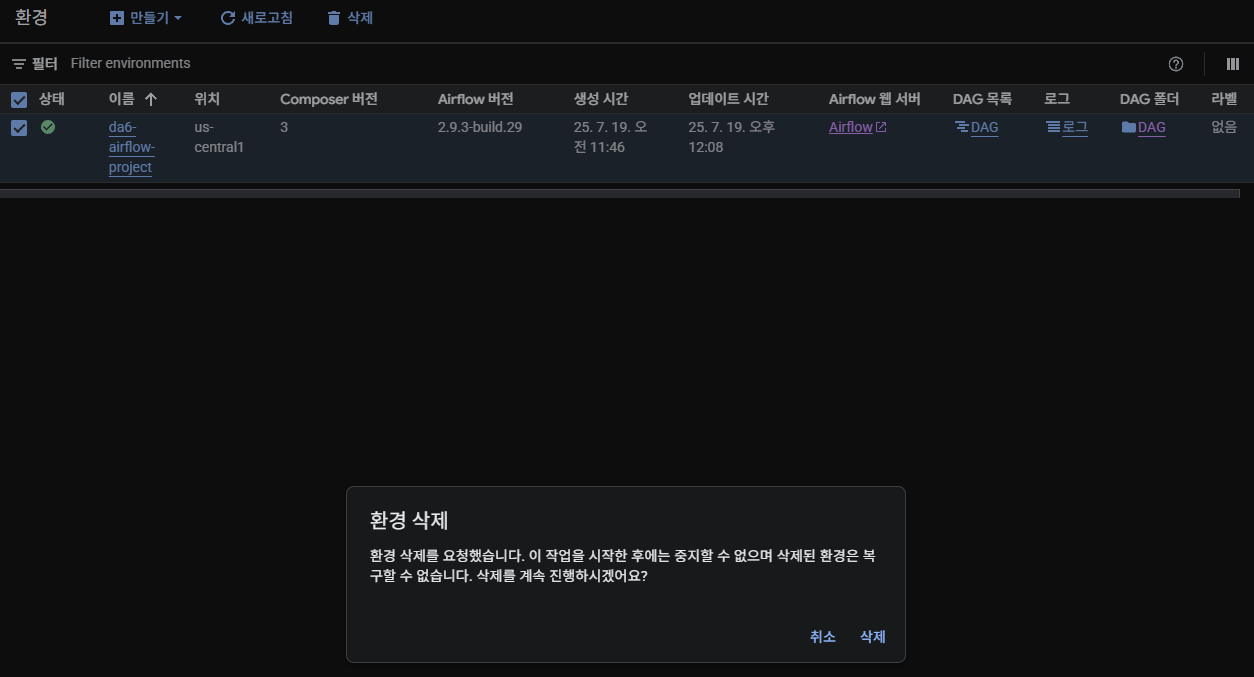 환경 만들기 새로고침 삭제
필터 Filter environments
상태 이름 위치 Composer 버전 Airflow 버전 생성 시간 업데이트 시간 Airflow 웹 서버 DAG 목록 로그 DAG 폴더 라벨
da6- us- 3 2.9.3-build.29 25. 7. 19. 오 25. 7. 19. 오후 Airflow DAG 로그 DAG 없음
airflow- central1 전 11:46 12:08
project
환경 삭제
환경 삭제를 요청했습니다. 이 작업을 시작한 후에는 중지할 수 없으며 삭제된 환경은 복
구할 수 없습니다. 삭제를 계속 진행하시겠어요?
취소 삭제